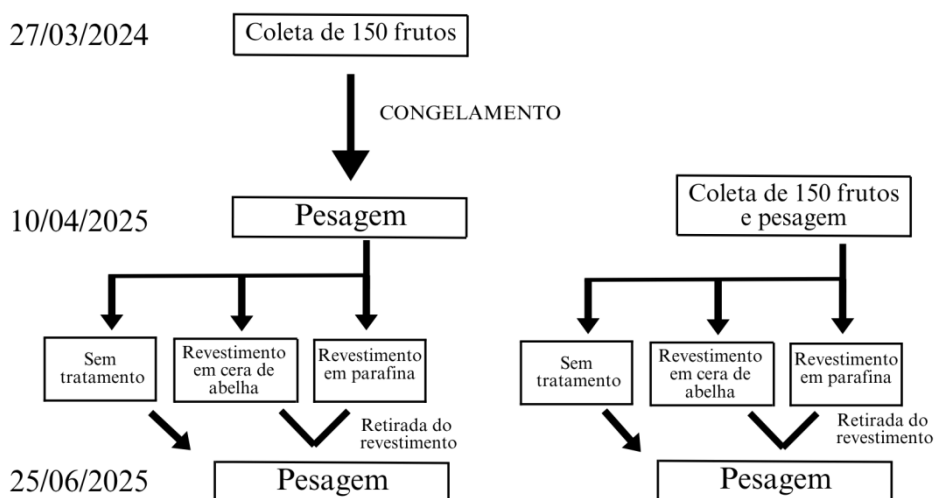 27/03/2024
Coleta de 150 frutos
CONGELAMENTO
10/04/2025
Pesagem
Coleta de 150 frutos
e pesagem
Sem
tratamento
Revestimento
em cera de
abelha
Revestimento
em parafina
Sem
tratamento
Revestimento
em cera de
abelha
Revestimento
em parafina
Retirada do
revestimento
Retirada do
revestimento
25/06/2025
Pesagem
Pesagem